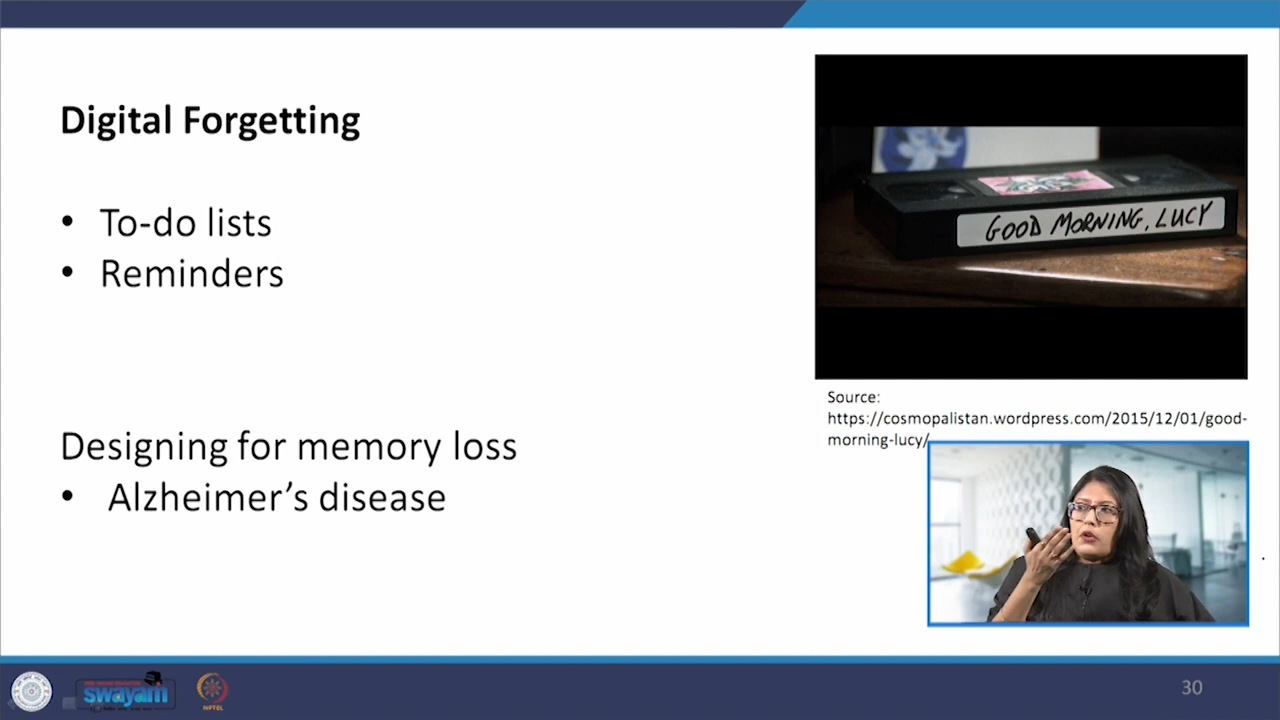 Digital Forgetting
• To-do lists
• Reminders
Designing for memory loss
• Alzheimer's disease
GOOD MORNING, LUCY
Source:
https://cosmopalistan.wordpress.com/2015/12/01/good-
morning-lucy/
swayam
NPTEL
30